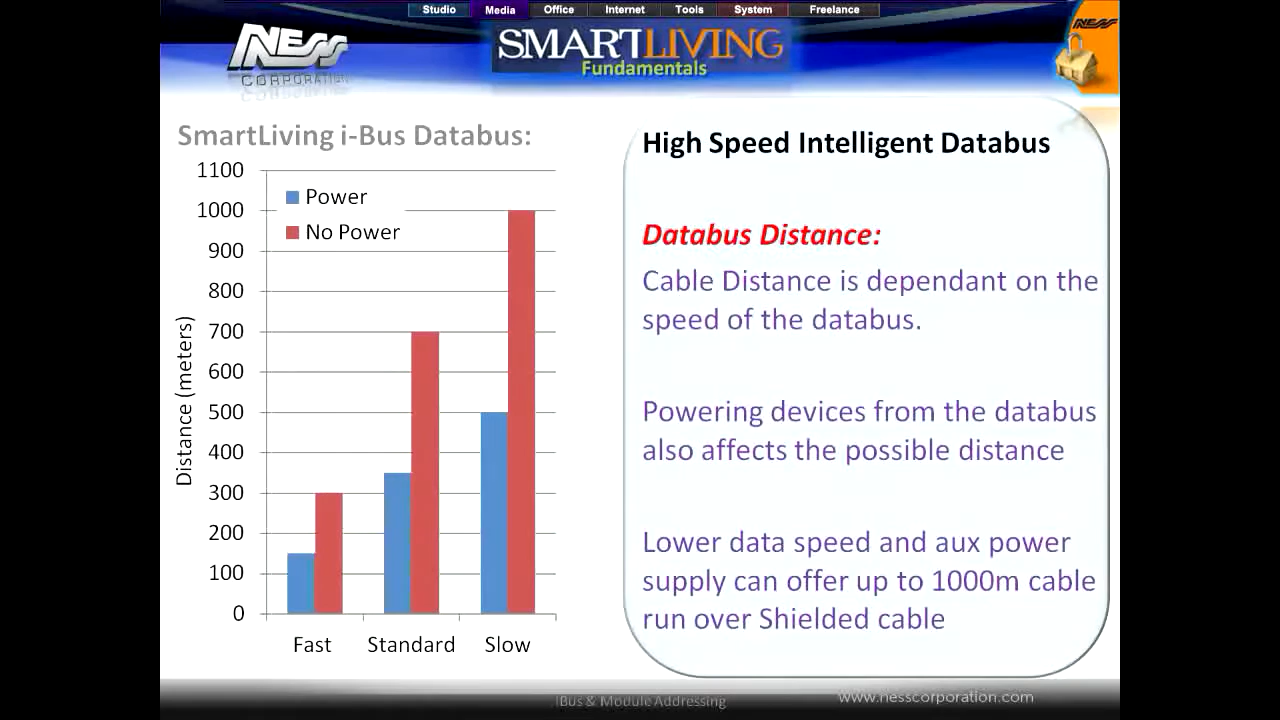 Studio Media Office Internet Tools System Freelance
NESS
CORPORATION
SMARTLIVING
Fundamentals
NESS
SmartLiving i-Bus Databus:
1100
1000
900
800
700
600
500
400
300
200
100
0
Distance (meters)
Power
No Power
Fast Standard Slow
High Speed Intelligent Databus
Databus Distance:
Cable Distance is dependant on the
speed of the databus.
Powering devices from the databus
also affects the possible distance
Lower data speed and aux power
supply can offer up to 1000m cable
run over Shielded cable
IBus & Module Addressing
www.nesscorporation.com